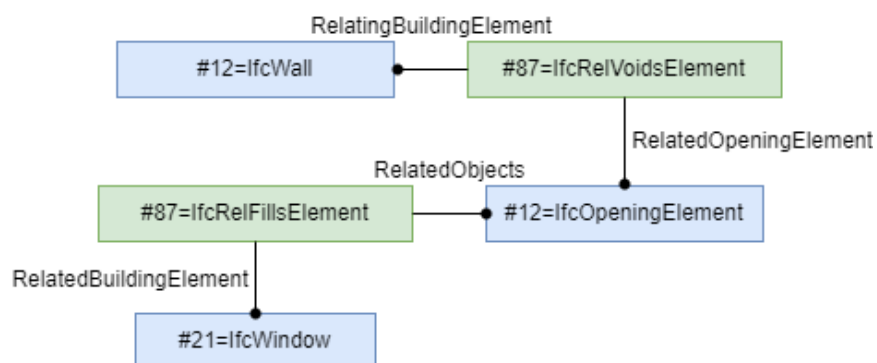 RelatingBuildingElement
#12=IfcWall
#87=IfcRelVoidsElement
RelatedOpeningElement
RelatedObjects
#87=IfcRelFillsElement
#12=IfcOpeningElement
RelatedBuildingElement
#21=IfcWindow